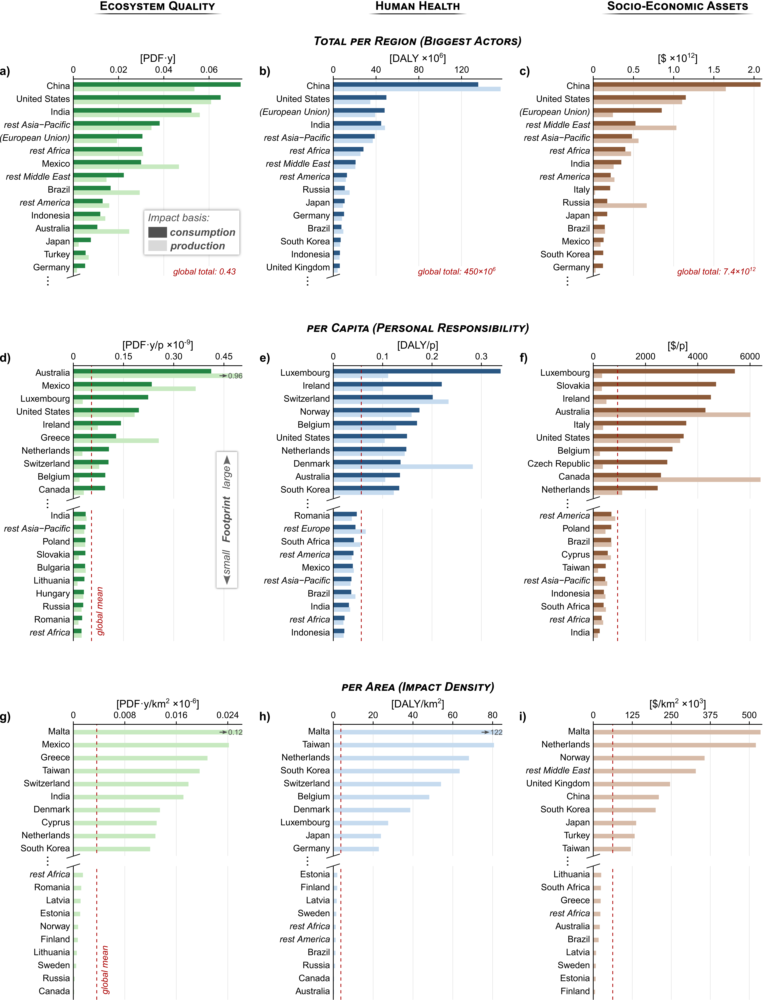 Ecosystem Quality
Human Health
Socio-Economic Assets
Total per Region (Biggest Actors)
[PDF·y]
a)
0 0.02 0.04 0.06
China
United States
India
rest Asia−Pacific
(European Union)
rest Africa
Mexico
rest Middle East
Brazil
rest America
Indonesia
Australia
Japan
Turkey
Germany
Impact basis:
consumption
production
global total: 0.43
[DALY ×10⁶]
b)
0 40 80 120
China
United States
(European Union)
India
rest Asia−Pacific
rest Africa
rest Middle East
rest America
Russia
Japan
Germany
Brazil
South Korea
Indonesia
United Kingdom
global total: 450×10⁶
[$ ×10¹²]
c)
0 0.5 1.0 1.5 2.0
China
United States
(European Union)
rest Middle East
rest Asia−Pacific
rest Africa
India
rest America
Italy
Russia
Japan
Brazil
Mexico
South Korea
Germany
global total: 7.4×10¹²
per Capita (Personal Responsibility)
[PDF·y/p ×10⁻⁹]
d)
0 0.15 0.30 0.45
Australia
0.96
Mexico
Luxembourg
United States
Ireland
Greece
Netherlands
Switzerland
Belgium
Canada
India
rest Asia−Pacific
Poland
Slovakia
Bulgaria
Lithuania
Hungary
Russia
Romania
rest Africa
global mean
small Footprint large
[DALY/p]
e)
0 0.1 0.2 0.3
Luxembourg
Ireland
Switzerland
Norway
Belgium
United States
Netherlands
Denmark
Australia
South Korea
Romania
rest Europe
South Africa
rest America
Mexico
rest Asia−Pacific
Brazil
India
rest Africa
Indonesia
[$/p]
f)
0 2000 4000 6000
Luxembourg
Slovakia
Ireland
Australia
Italy
United States
Belgium
Czech Republic
Canada
Netherlands
rest America
Poland
Brazil
Cyprus
Taiwan
rest Asia−Pacific
Indonesia
South Africa
rest Africa
India
per Area (Impact Density)
[PDF·y/km² ×10⁻⁶]
g)
0 0.008 0.016 0.024
Malta
0.12
Mexico
Greece
Taiwan
Switzerland
India
Denmark
Cyprus
Netherlands
South Korea
rest Africa
Romania
Latvia
Estonia
Norway
Finland
Lithuania
Sweden
Russia
Canada
global mean
[DALY/km²]
h)
0 20 40 60 80
Malta
122
Taiwan
Netherlands
South Korea
Switzerland
Belgium
Denmark
Luxembourg
Japan
Germany
Estonia
Finland
Latvia
Sweden
rest Africa
rest America
Brazil
Russia
Canada
Australia
[$/km² ×10³]
i)
0 125 250 375 500
Malta
Netherlands
Norway
rest Middle East
United Kingdom
China
South Korea
Japan
Turkey
Taiwan
Lithuania
South Africa
Greece
rest Africa
Australia
Brazil
Latvia
Sweden
Estonia
Finland